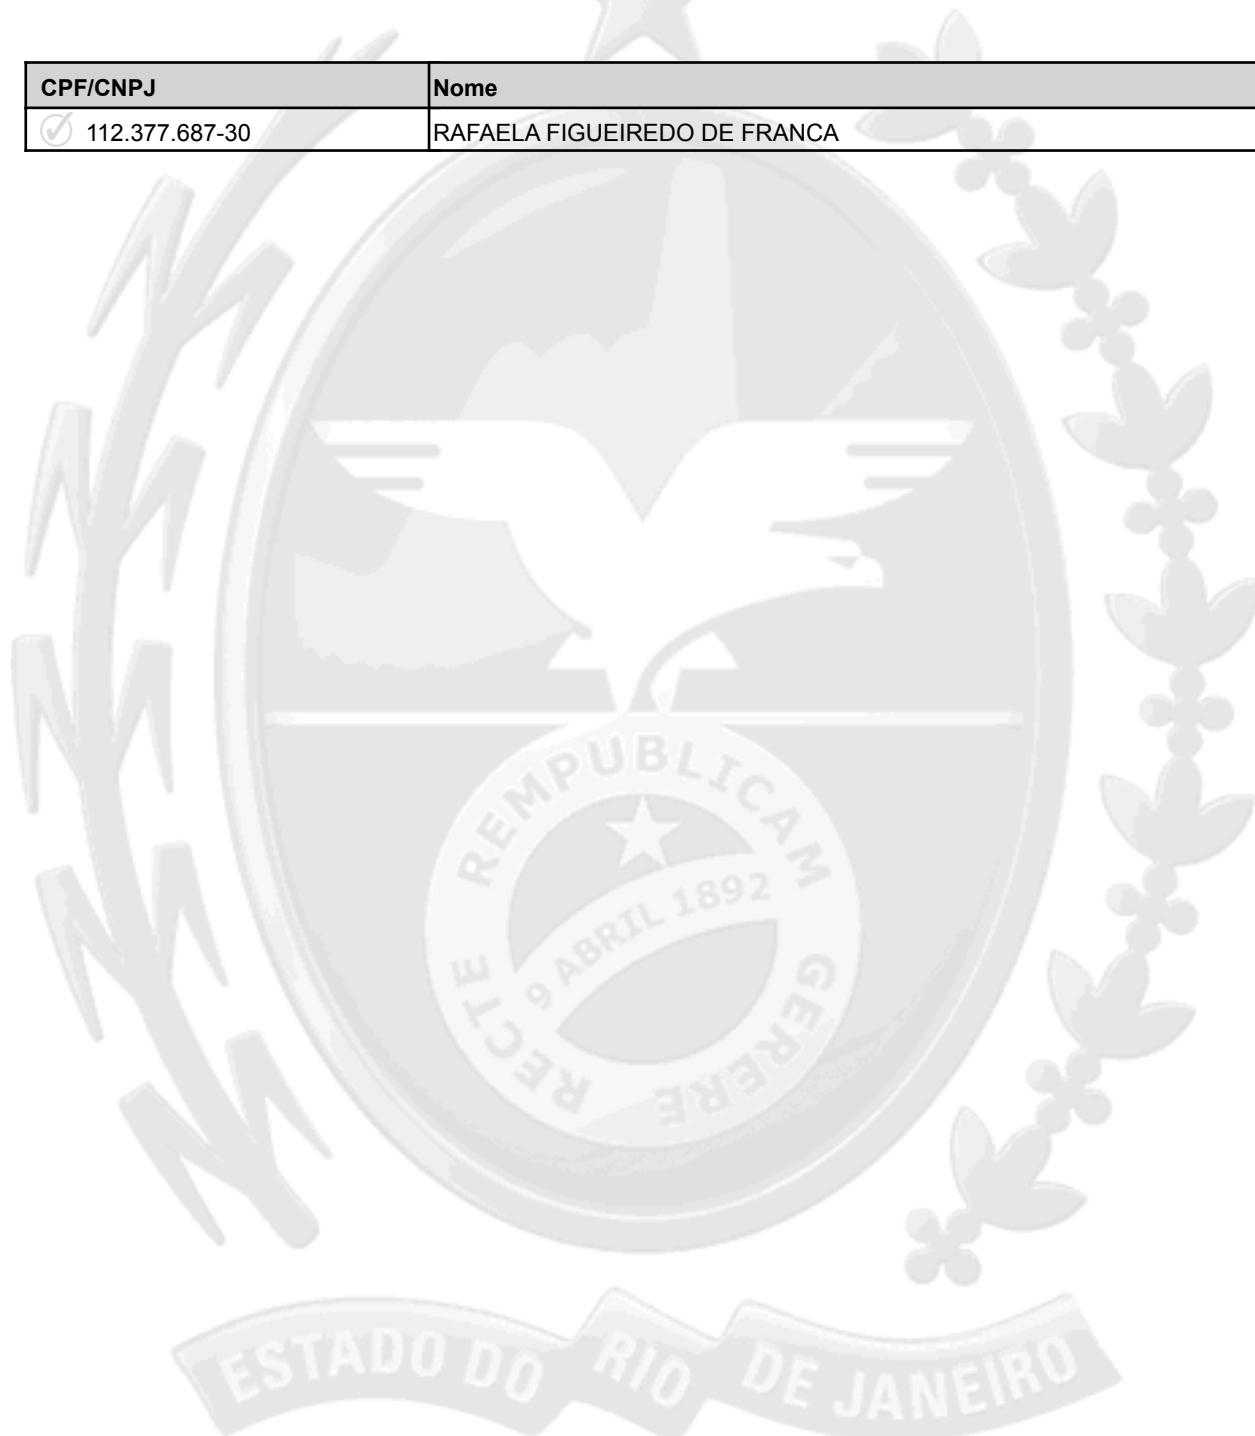 CPF/CNPJ Nome
112.377.687-30 RAFAELA FIGUEIREDO DE FRANCA
REMPUBLICAM
9 ABRIL 1892
RECTE GERERE
ESTADO DO RIO DE JANEIRO